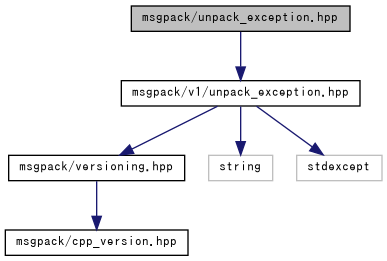 msgpack/unpack_exception.hpp
msgpack/v1/unpack_exception.hpp
msgpack/versioning.hpp
string
stdexcept
msgpack/cpp_version.hpp